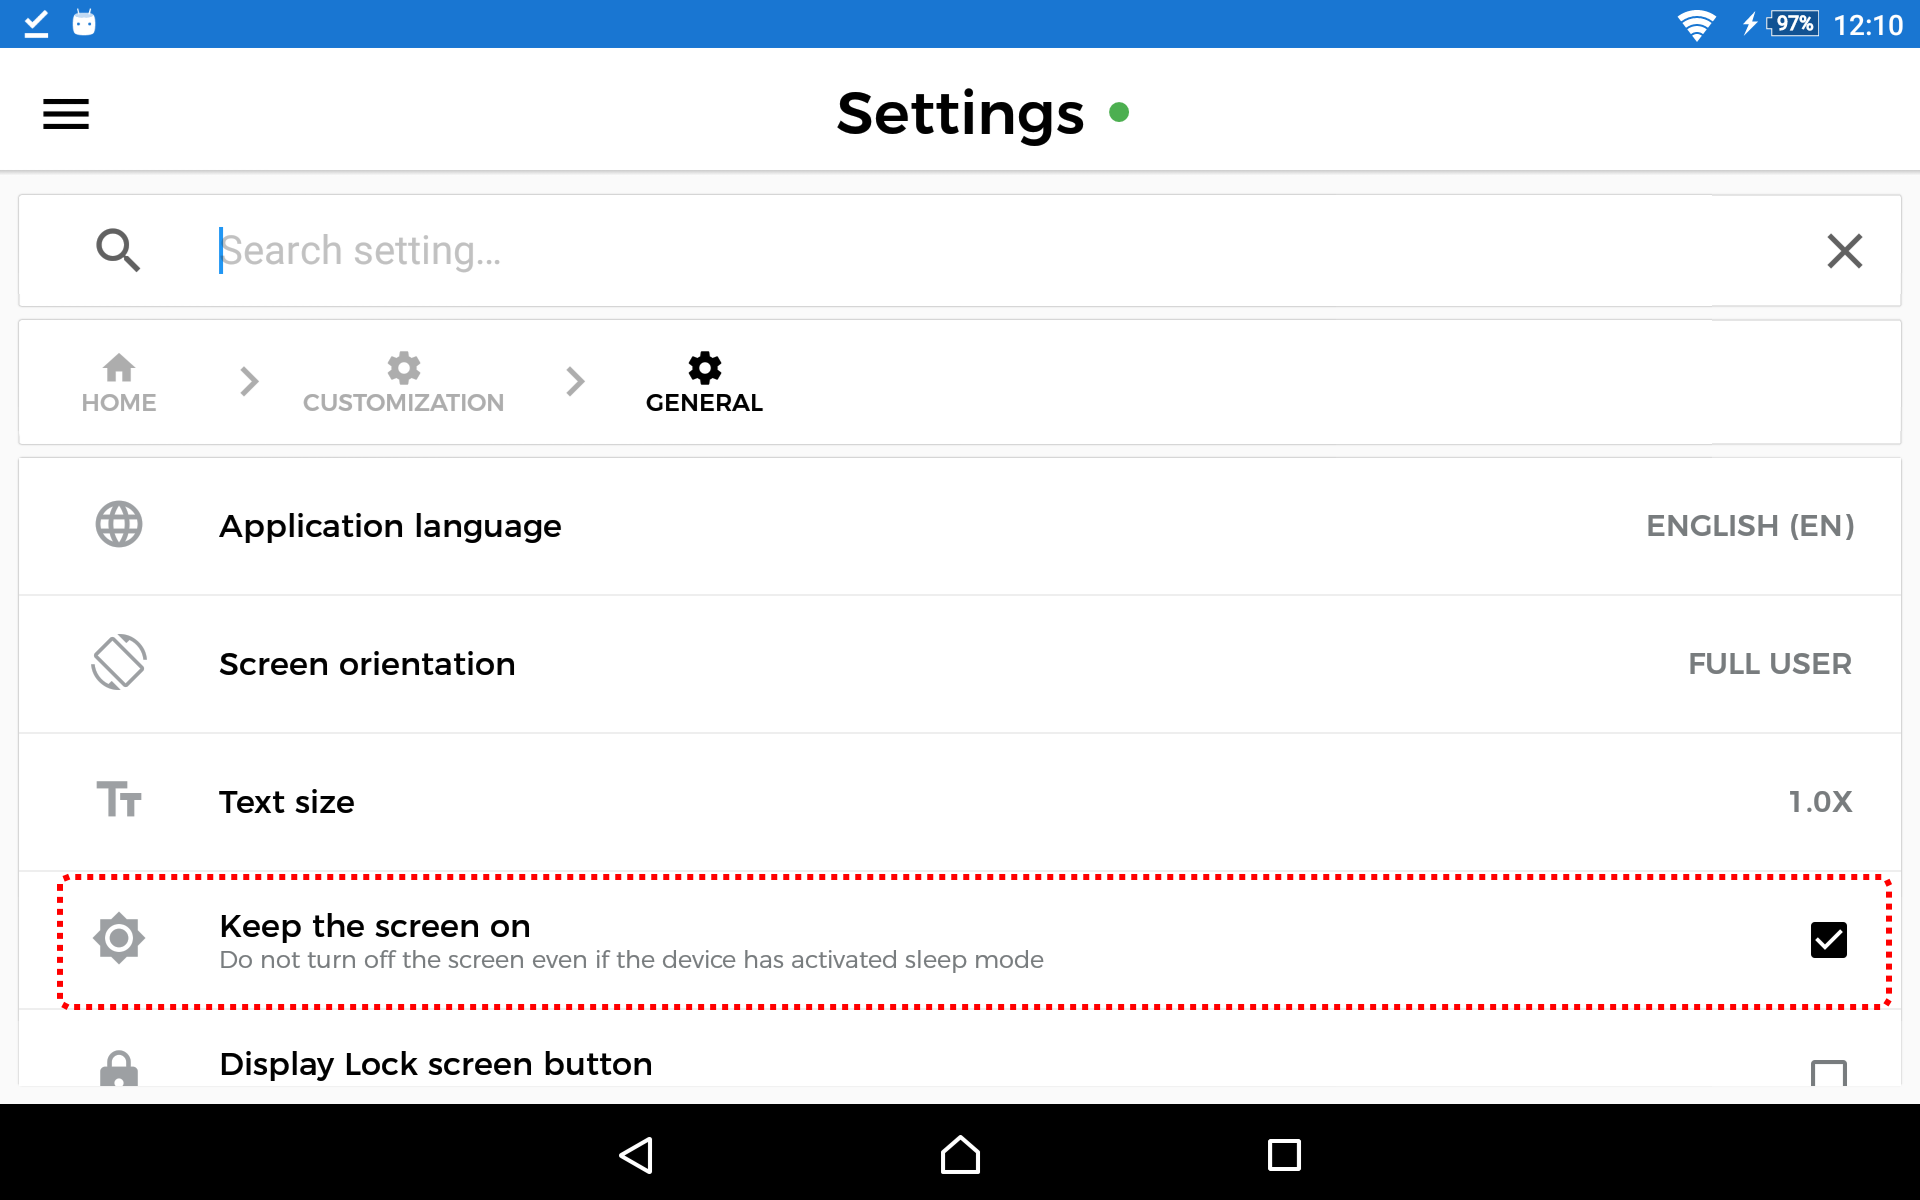 97% 12:10
Settings
Search setting...
HOME CUSTOMIZATION GENERAL
Application language ENGLISH (EN)
Screen orientation FULL USER
Text size 1.0X
Keep the screen on
Do not turn off the screen even if the device has activated sleep mode
Display Lock screen button